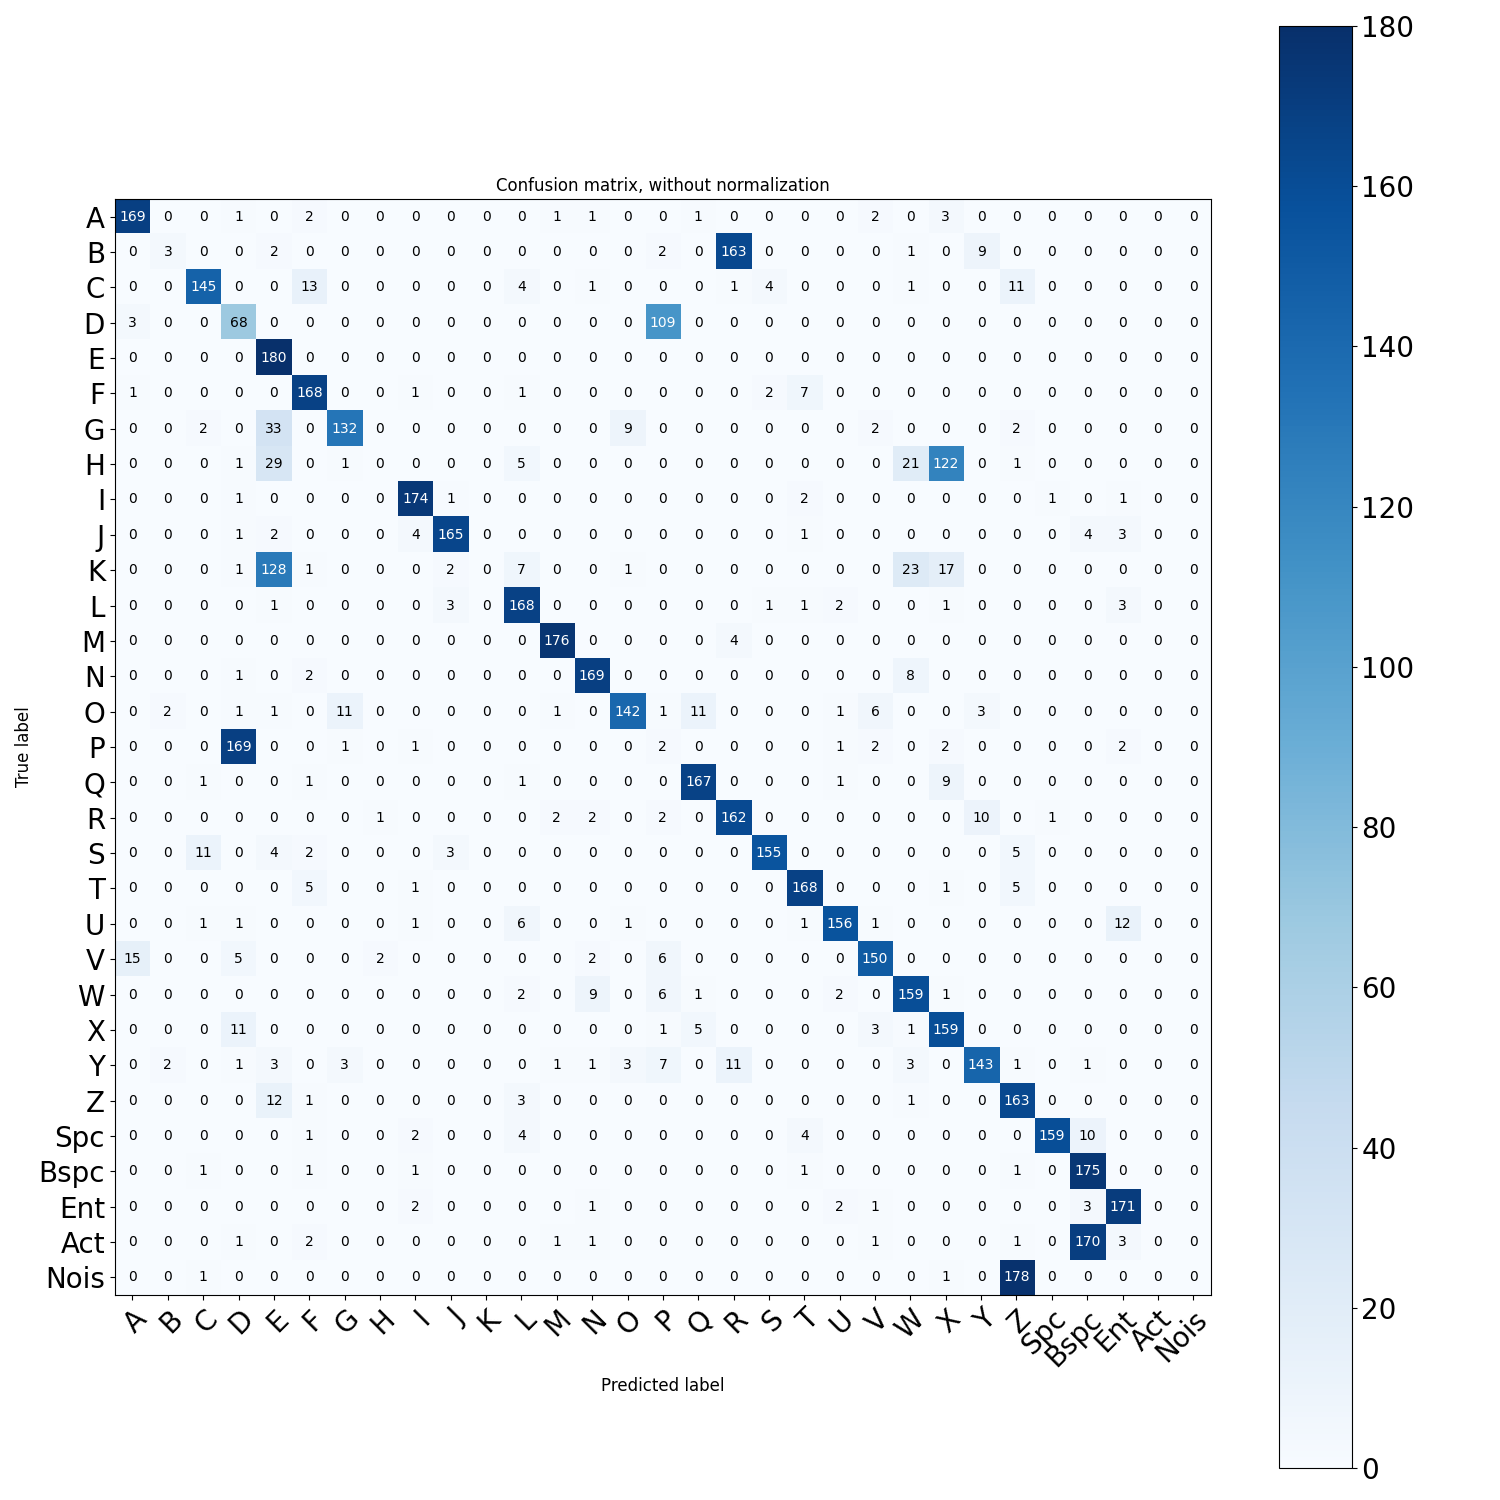 Confusion matrix, without normalization
A 169 0 0 1 0 2 0 0 0 0 0 0 1 1 0 0 1 0 0 0 0 2 0 3 0 0 0 0 0 0 0
B 0 3 0 0 2 0 0 0 0 0 0 0 0 0 0 2 0 163 0 0 0 0 1 0 9 0 0 0 0 0 0
C 0 0 145 0 0 13 0 0 0 0 0 4 0 1 0 0 0 1 4 0 0 0 1 0 0 11 0 0 0 0 0
D 3 0 0 68 0 0 0 0 0 0 0 0 0 0 0 109 0 0 0 0 0 0 0 0 0 0 0 0 0 0 0
E 0 0 0 0 180 0 0 0 0 0 0 0 0 0 0 0 0 0 0 0 0 0 0 0 0 0 0 0 0 0 0
F 1 0 0 0 0 168 0 0 1 0 0 1 0 0 0 0 0 0 2 7 0 0 0 0 0 0 0 0 0 0 0
G 0 0 2 0 33 0 132 0 0 0 0 0 0 0 9 0 0 0 0 0 0 2 0 0 0 2 0 0 0 0 0
H 0 0 0 1 29 0 1 0 0 0 0 5 0 0 0 0 0 0 0 0 0 0 21 122 0 1 0 0 0 0 0
I 0 0 0 1 0 0 0 0 174 1 0 0 0 0 0 0 0 0 0 2 0 0 0 0 0 0 1 0 1 0 0
J 0 0 0 1 2 0 0 0 4 165 0 0 0 0 0 0 0 0 0 1 0 0 0 0 0 0 0 4 3 0 0
K 0 0 0 1 128 1 0 0 0 2 0 7 0 0 1 0 0 0 0 0 0 0 23 17 0 0 0 0 0 0 0
L 0 0 0 0 1 0 0 0 0 3 0 168 0 0 0 0 0 0 1 1 2 0 0 1 0 0 0 0 3 0 0
M 0 0 0 0 0 0 0 0 0 0 0 0 176 0 0 0 0 4 0 0 0 0 0 0 0 0 0 0 0 0 0
N 0 0 0 1 0 2 0 0 0 0 0 0 0 169 0 0 0 0 0 0 0 0 8 0 0 0 0 0 0 0 0
O 0 2 0 1 1 0 11 0 0 0 0 0 1 0 142 1 11 0 0 0 1 6 0 0 3 0 0 0 0 0 0
P 0 0 0 169 0 0 1 0 1 0 0 0 0 0 0 2 0 0 0 0 1 2 0 2 0 0 0 0 2 0 0
Q 0 0 1 0 0 1 0 0 0 0 0 1 0 0 0 0 167 0 0 0 1 0 0 9 0 0 0 0 0 0 0
R 0 0 0 0 0 0 0 1 0 0 0 0 2 2 0 2 0 162 0 0 0 0 0 0 10 0 1 0 0 0 0
S 0 0 11 0 4 2 0 0 0 3 0 0 0 0 0 0 0 0 155 0 0 0 0 0 0 5 0 0 0 0 0
T 0 0 0 0 0 5 0 0 1 0 0 0 0 0 0 0 0 0 0 168 0 0 0 1 0 5 0 0 0 0 0
U 0 0 1 1 0 0 0 0 1 0 0 6 0 0 1 0 0 0 0 1 156 1 0 0 0 0 0 0 12 0 0
V 15 0 0 5 0 0 0 2 0 0 0 0 0 2 0 6 0 0 0 0 0 150 0 0 0 0 0 0 0 0 0
W 0 0 0 0 0 0 0 0 0 0 0 2 0 9 0 6 1 0 0 0 2 0 159 1 0 0 0 0 0 0 0
X 0 0 0 11 0 0 0 0 0 0 0 0 0 0 0 1 5 0 0 0 0 3 1 159 0 0 0 0 0 0 0
Y 0 2 0 1 3 0 3 0 0 0 0 0 1 1 3 7 0 11 0 0 0 0 3 0 143 1 0 1 0 0 0
Z 0 0 0 0 12 1 0 0 0 0 0 3 0 0 0 0 0 0 0 0 0 0 1 0 0 163 0 0 0 0 0
Spc 0 0 0 0 0 1 0 0 2 0 0 4 0 0 0 0 0 0 0 4 0 0 0 0 0 0 159 10 0 0 0
Bspc 0 0 1 0 0 1 0 0 1 0 0 0 0 0 0 0 0 0 0 1 0 0 0 0 0 1 0 175 0 0 0
Ent 0 0 0 0 0 0 0 0 2 0 0 0 0 1 0 0 0 0 0 0 2 1 0 0 0 0 0 3 171 0 0
Act 0 0 0 1 0 2 0 0 0 0 0 0 1 1 0 0 0 0 0 0 0 1 0 0 0 1 0 170 3 0 0
Nois 0 0 1 0 0 0 0 0 0 0 0 0 0 0 0 0 0 0 0 0 0 0 0 1 0 178 0 0 0 0 0
A B C D E F G H I J K L M N O P Q R S T U V W X Y Z Spc Bspc Ent Act Nois
True label
Predicted label
180
160
140
120
100
80
60
40
20
0